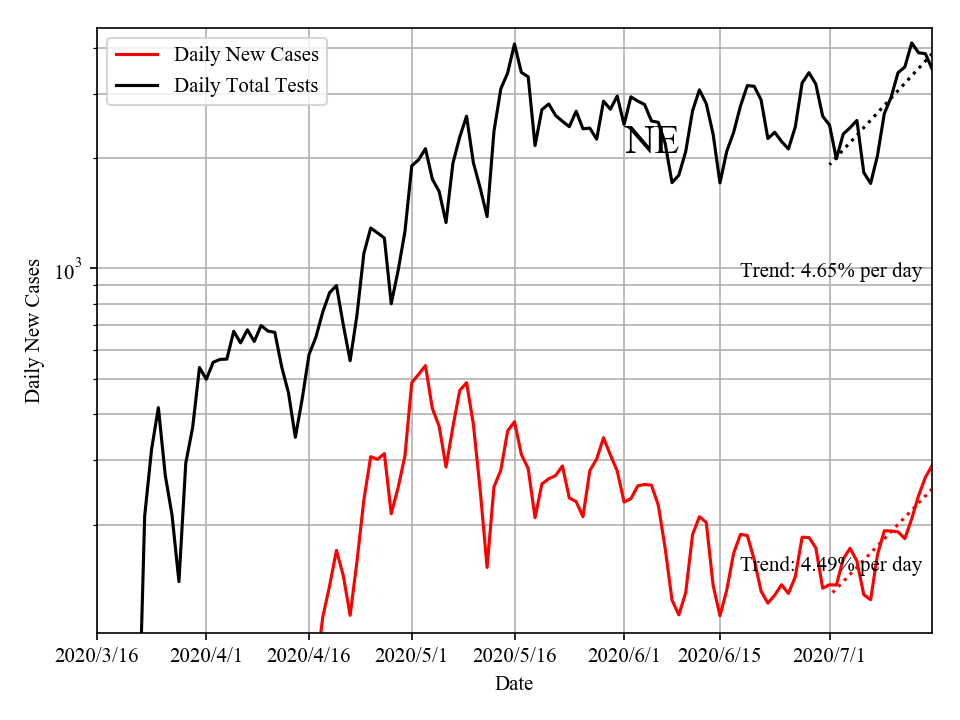 Daily New Cases
Daily Total Tests
NE
10³
Trend: 4.65% per day
Daily New Cases
Trend: 4.49% per day
2020/3/16 2020/4/1 2020/4/16 2020/5/1 2020/5/16 2020/6/1 2020/6/15 2020/7/1
Date